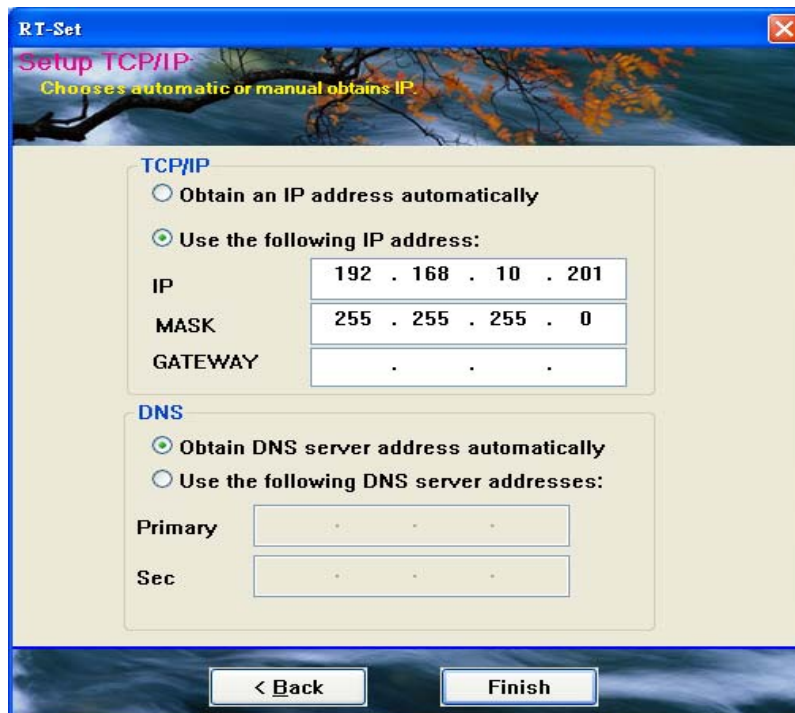 RT-Set
Setup TCP/IP
Chooses automatic or manual obtains IP.
TCP/IP
Obtain an IP address automatically
Use the following IP address:
IP 192 . 168 . 10 . 201
MASK 255 . 255 . 255 . 0
GATEWAY . . .
DNS
Obtain DNS server address automatically
Use the following DNS server addresses:
Primary . . .
Sec . . .
< Back Finish